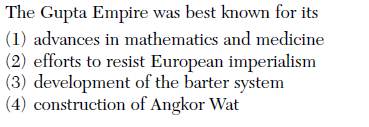 The Gupta Empire was best known for its
(1) advances in mathematics and medicine
(2) efforts to resist European imperialism
(3) development of the barter system
(4) construction of Angkor Wat